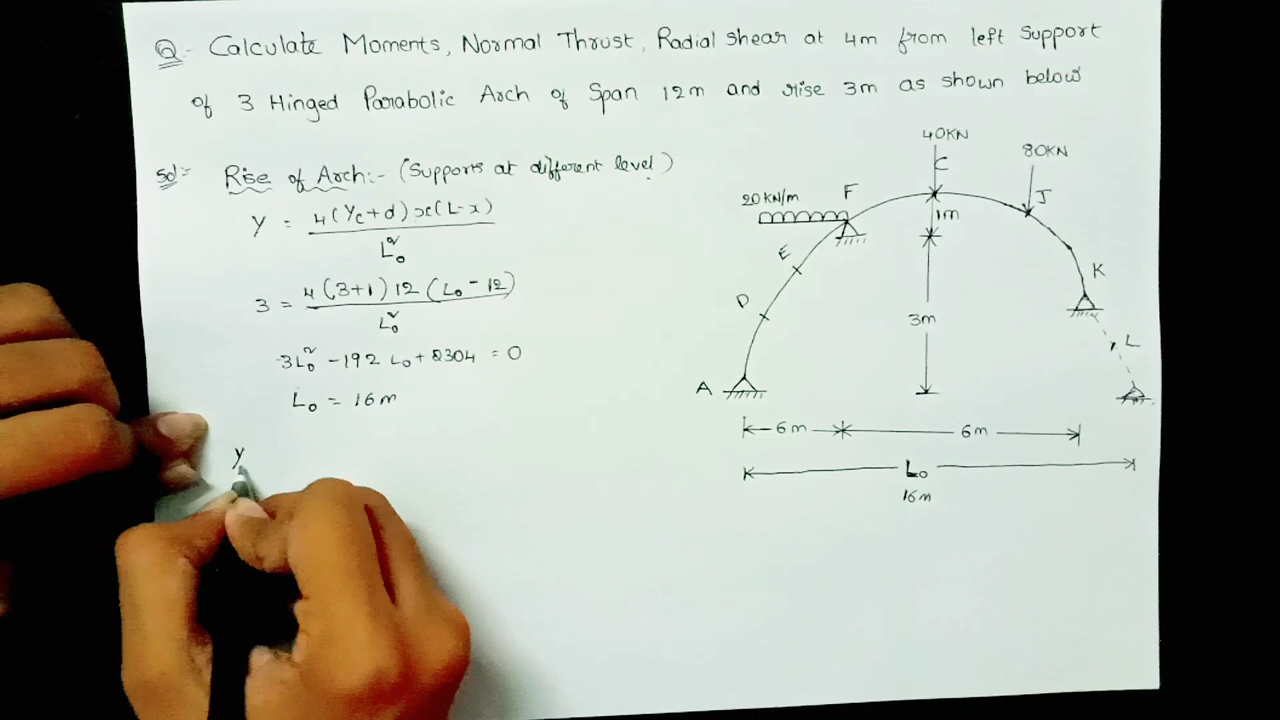 Q. Calculate Moments, Normal Thrust, Radial shear at 4m from left support
of 3 Hinged Parabolic Arch of Span 12m and rise 3m as shown below
Sol:- Rise of Arch:- (Supports at different level)
Y = 4(Yc+d)x(L-x) / L₀²
3 = 4(3+1)12(L₀-12) / L₀²
3L₀² - 192 L₀ + 2304 = 0
L₀ = 16m
y
40KN
80KN
C
J
20 KN/m
F
1m
E
K
D
3m
L
A
6m
6m
L₀
16m